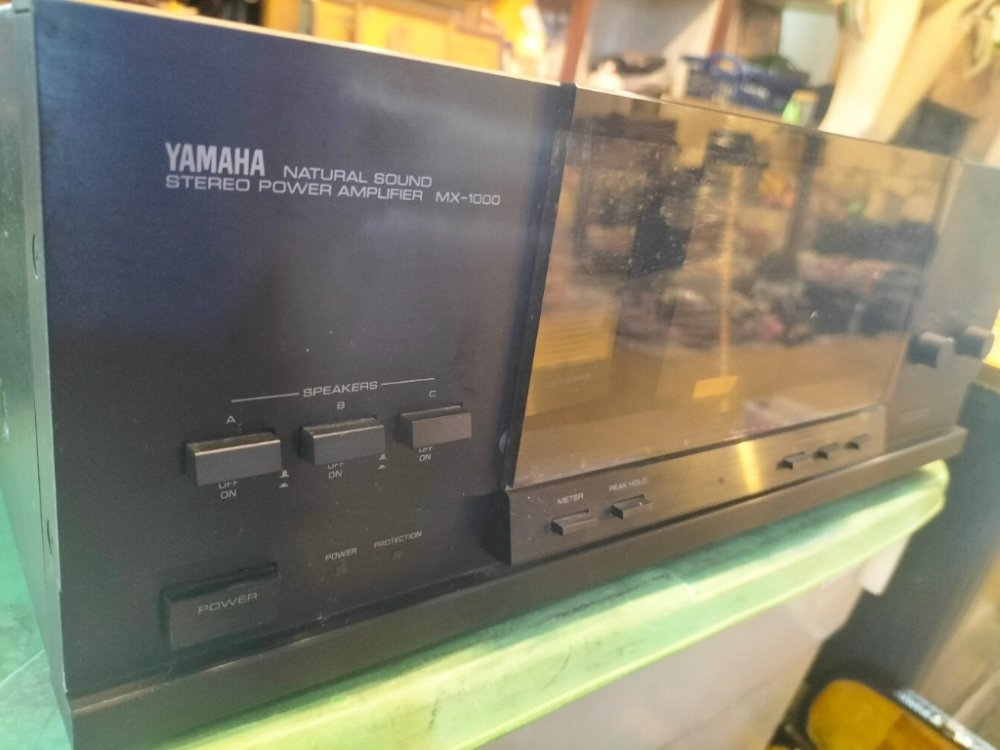 YAMAHA NATURAL SOUND
STEREO POWER AMPLIFIER MX-1000
SPEAKERS
A B C
OFF OFF OFF
ON ON ON
METER PEAK HOLD
POWER PROTECTION
POWER